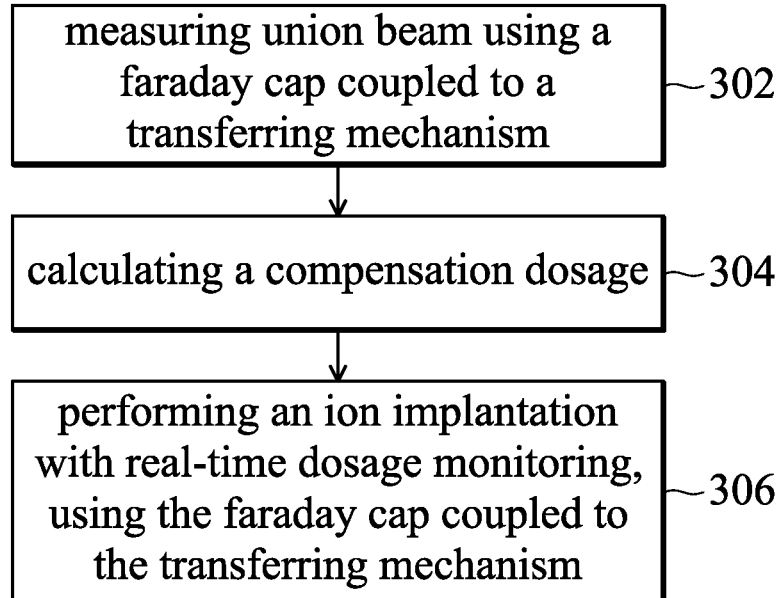 measuring union beam using a
faraday cap coupled to a
transferring mechanism
302
calculating a compensation dosage
304
performing an ion implantation
with real-time dosage monitoring,
using the faraday cap coupled to
the transferring mechanism
306